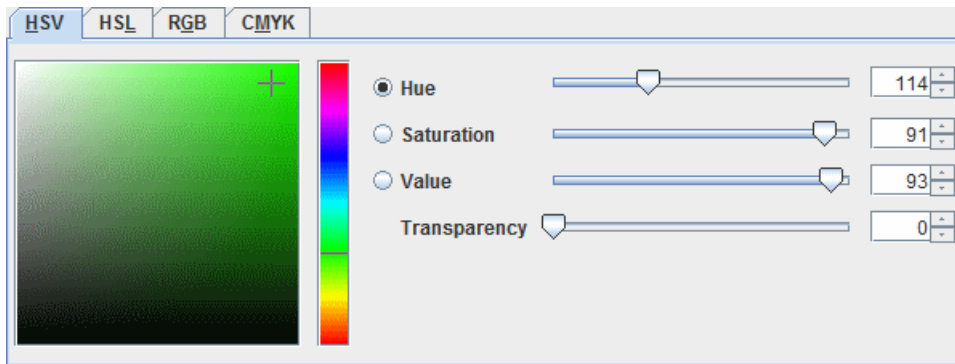 HSV HSL RGB CMYK
Hue 114
Saturation 91
Value 93
Transparency 0